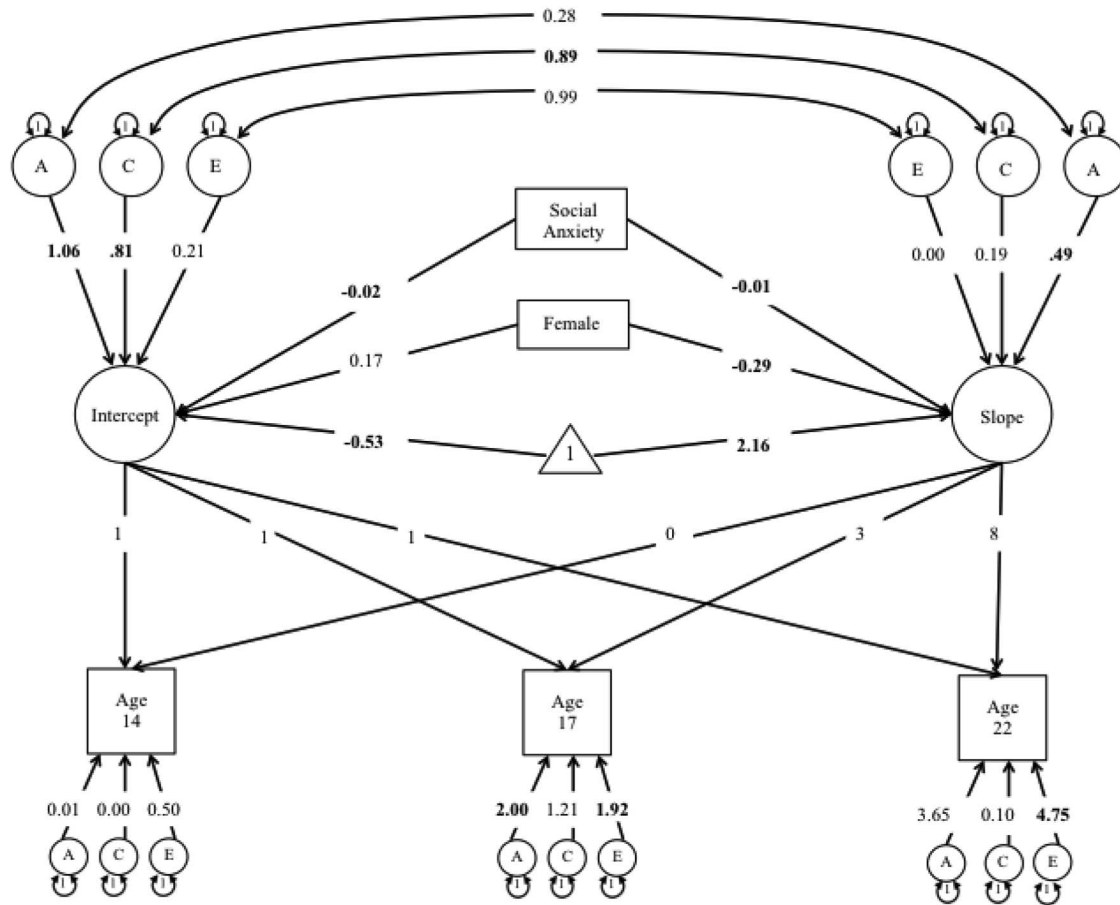 0.28
0.89
0.99
1 1 1 1 1 1
A C E E C A
Social
Anxiety
1.06 .81 0.21 0.00 0.19 .49
-0.02 -0.01
Female
0.17 -0.29
Intercept Slope
-0.53 1 2.16
1 1 1 0 3 8
Age
14
Age
17
Age
22
0.01 0.00 0.50 2.00 1.21 1.92 3.65 0.10 4.75
A C E A C E A C E
1 1 1 1 1 1 1 1 1